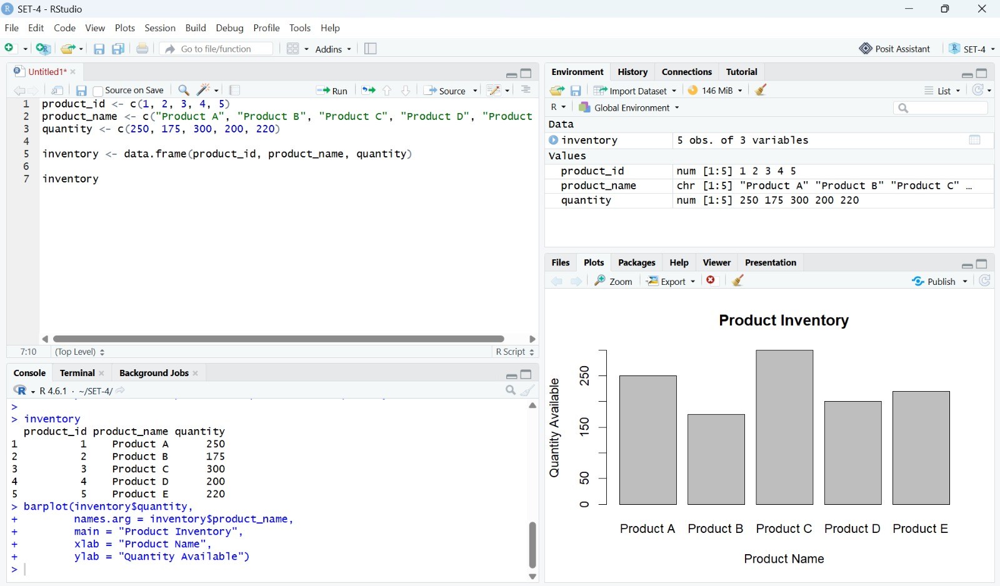 SET-4 - RStudio
File Edit Code View Plots Session Build Debug Profile Tools Help
Go to file/function
Addins
Posit Assistant
SET-4
Untitled1*
Source on Save
Run
Source
1 product_id <- c(1, 2, 3, 4, 5)
2 product_name <- c("Product A", "Product B", "Product C", "Product D", "Product
3 quantity <- c(250, 175, 300, 200, 220)
4
5 inventory <- data.frame(product_id, product_name, quantity)
6
7 inventory
7:10 (Top Level) R Script
Console Terminal Background Jobs
R 4.6.1 · ~/SET-4/
>
> inventory
product_id product_name quantity
1 1 Product A 250
2 2 Product B 175
3 3 Product C 300
4 4 Product D 200
5 5 Product E 220
> barplot(inventory$quantity,
+ names.arg = inventory$product_name,
+ main = "Product Inventory",
+ xlab = "Product Name",
+ ylab = "Quantity Available")
>
Environment History Connections Tutorial
Import Dataset 146 MiB List
R Global Environment
Data
inventory 5 obs. of 3 variables
Values
product_id num [1:5] 1 2 3 4 5
product_name chr [1:5] "Product A" "Product B" "Product C" …
quantity num [1:5] 250 175 300 200 220
Files Plots Packages Help Viewer Presentation
Zoom Export Publish
Product Inventory
Quantity Available
250
150
50
0
Product A Product B Product C Product D Product E
Product Name